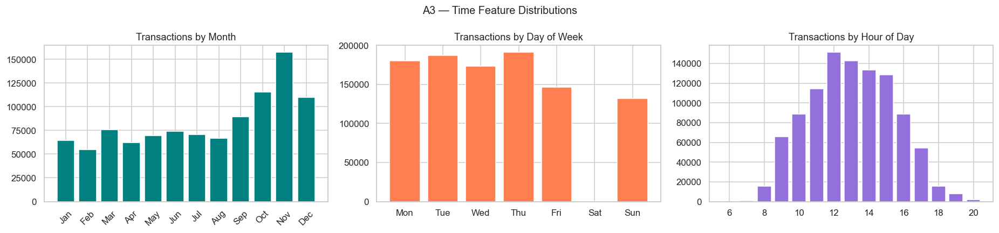 A3 — Time Feature Distributions
Transactions by Month
150000
125000
100000
75000
50000
25000
0
Jan Feb Mar Apr May Jun Jul Aug Sep Oct Nov Dec
Transactions by Day of Week
200000
150000
100000
50000
0
Mon Tue Wed Thu Fri Sat Sun
Transactions by Hour of Day
140000
120000
100000
80000
60000
40000
20000
0
6 8 10 12 14 16 18 20